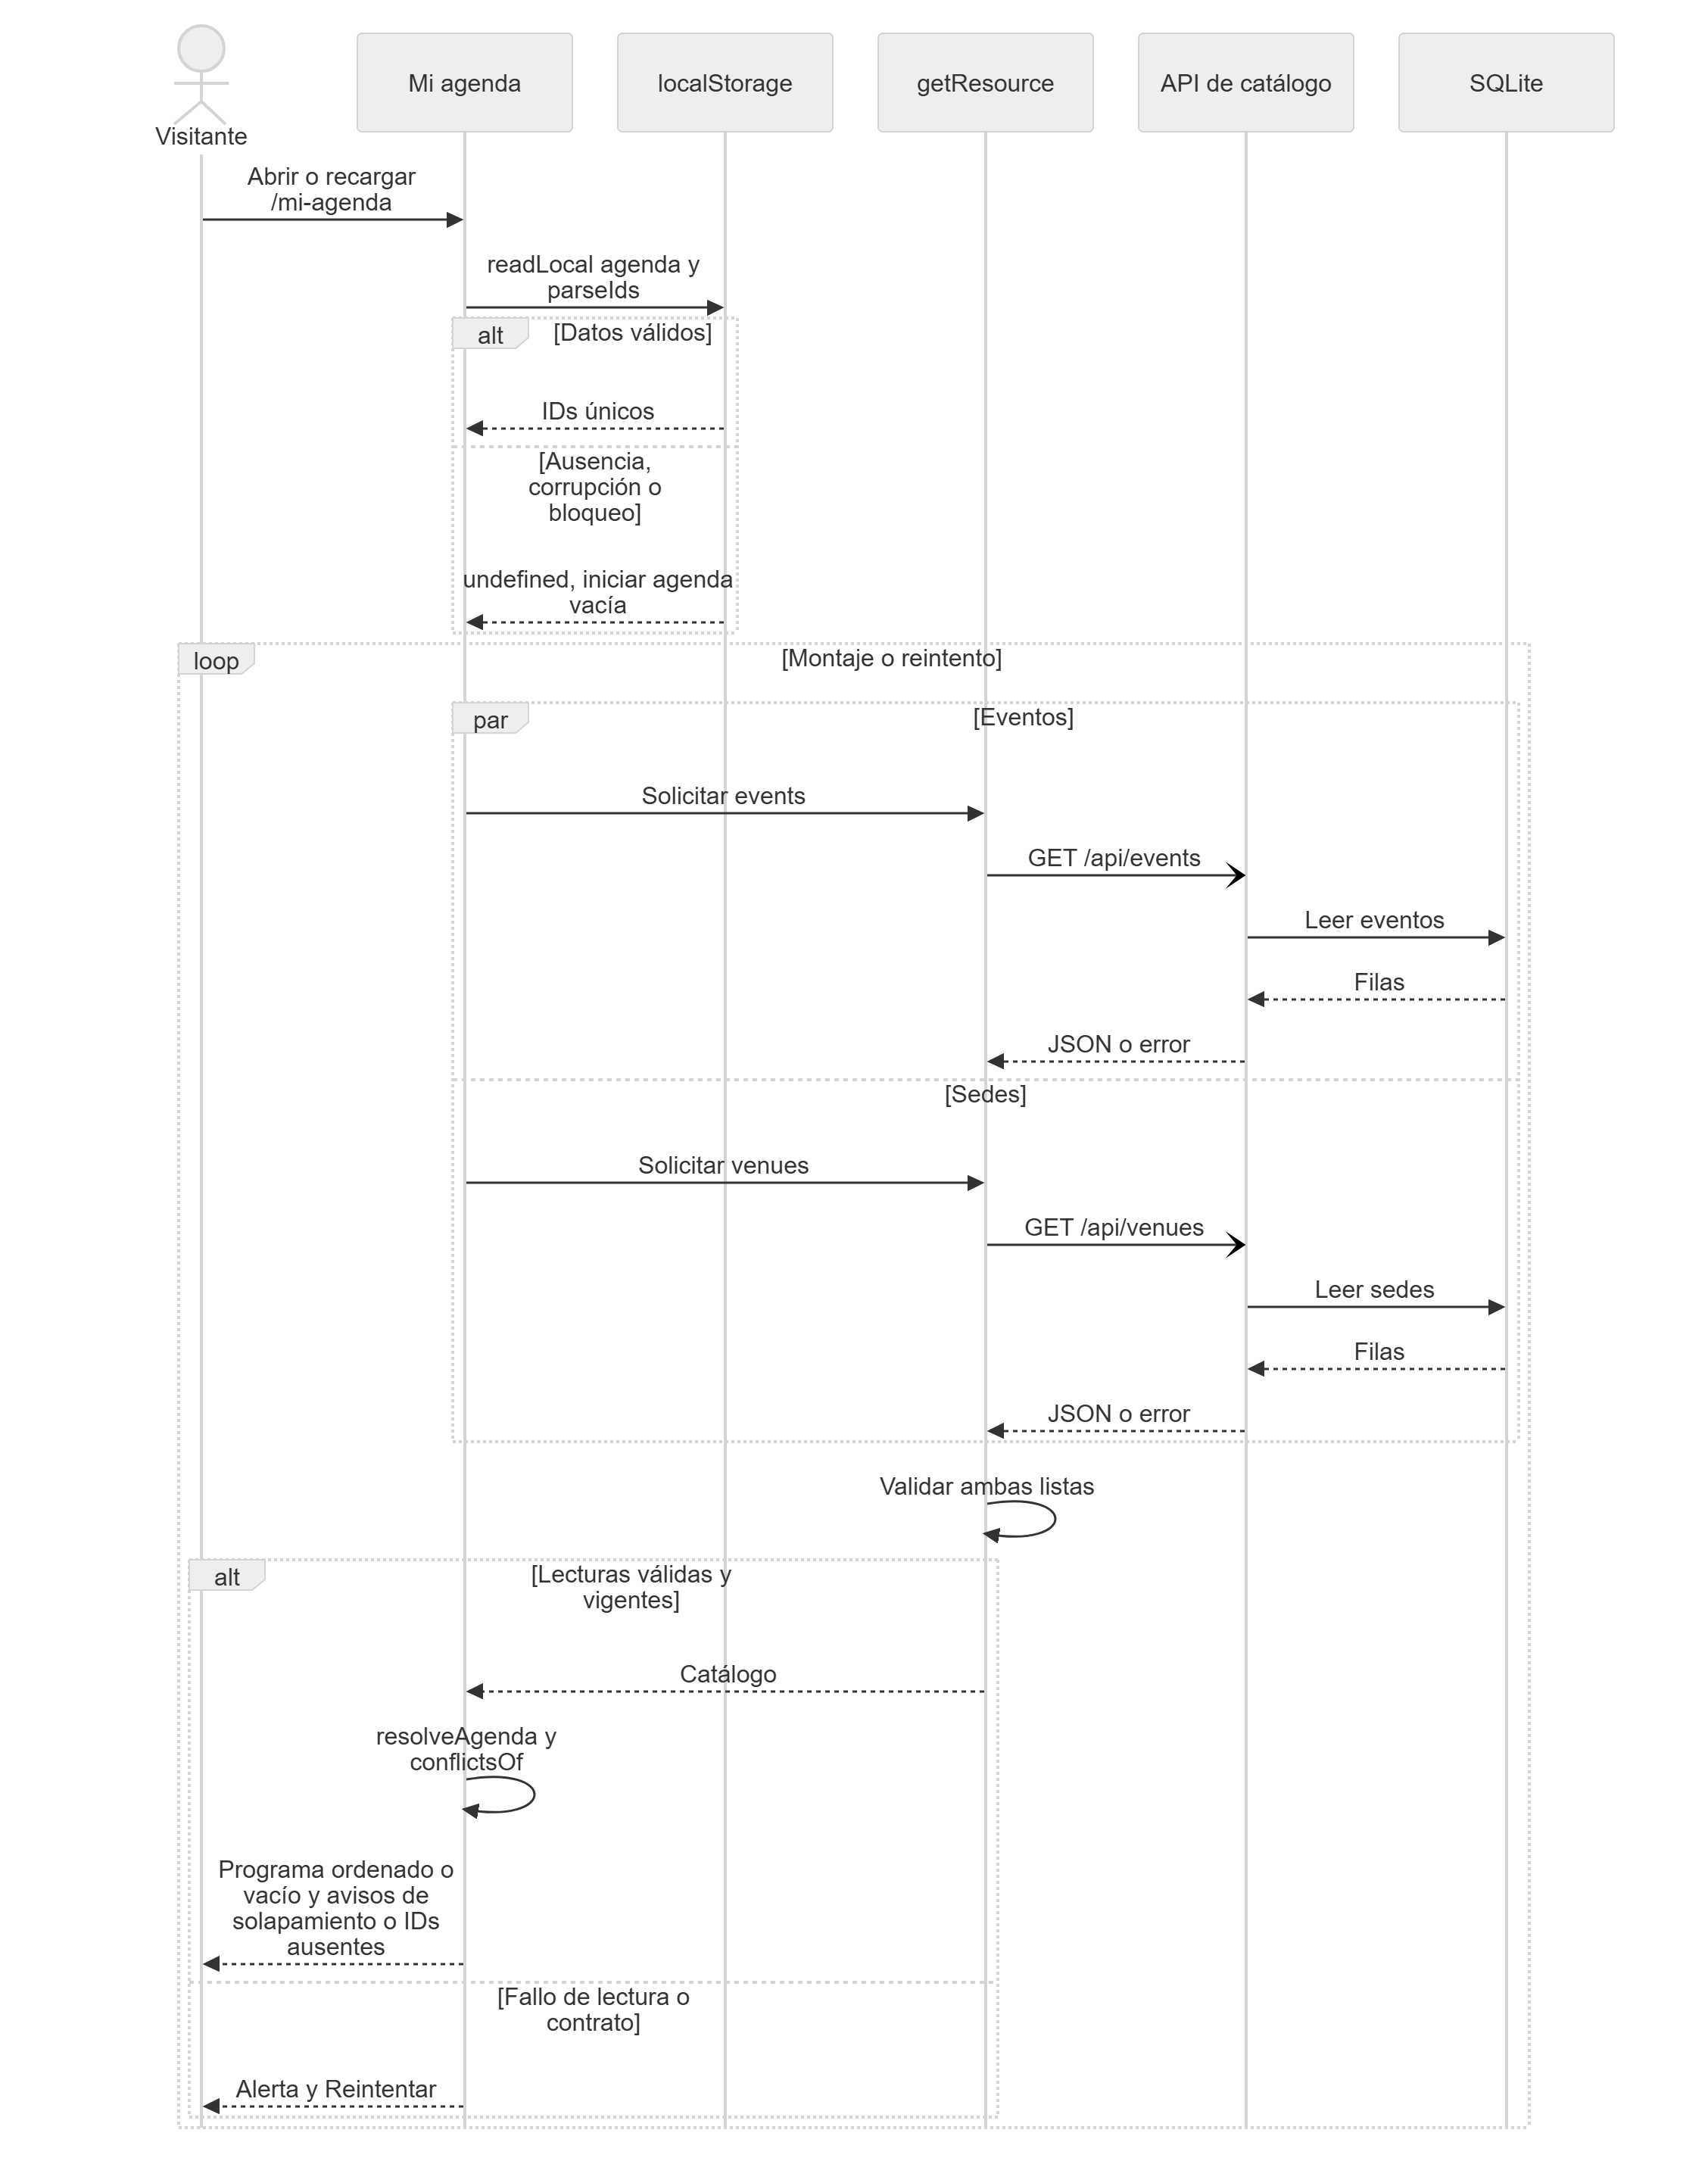 Visitante
Mi agenda
localStorage
getResource
API de catálogo
SQLite
Abrir o recargar
/mi-agenda
readLocal agenda y
parseIds
alt
[Datos válidos]
IDs únicos
[Ausencia,
corrupción o
bloqueo]
undefined, iniciar agenda
vacía
loop
[Montaje o reintento]
par
[Eventos]
Solicitar events
GET /api/events
Leer eventos
Filas
JSON o error
[Sedes]
Solicitar venues
GET /api/venues
Leer sedes
Filas
JSON o error
Validar ambas listas
alt
[Lecturas válidas y
vigentes]
Catálogo
resolveAgenda y
conflictsOf
Programa ordenado o
vacío y avisos de
solapamiento o IDs
ausentes
[Fallo de lectura o
contrato]
Alerta y Reintentar